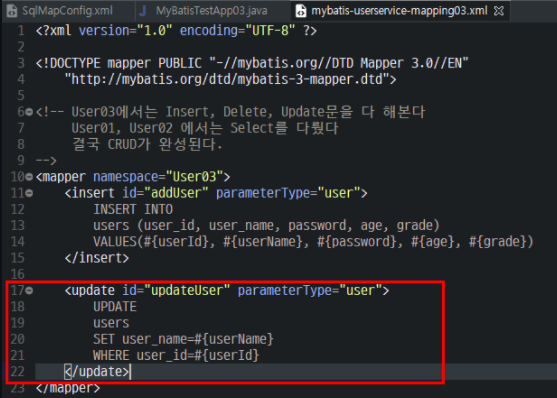 SqlMapConfig.xml MyBatisTestApp03.java mybatis-userservice-mapping03.xml
1 <?xml version="1.0" encoding="UTF-8" ?>
2
3 <!DOCTYPE mapper PUBLIC "-//mybatis.org//DTD Mapper 3.0//EN"
4 "http://mybatis.org/dtd/mybatis-3-mapper.dtd">
5
6 <!-- User03에서는 Insert, Delete, Update문을 다 해본다
7 User01, User02 에서는 Select를 다뤘다
8 결국 CRUD가 완성된다.
9 -->
10 <mapper namespace="User03">
11 <insert id="addUser" parameterType="user">
12 INSERT INTO
13 users (user_id, user_name, password, age, grade)
14 VALUES(#{userId}, #{userName}, #{password}, #{age}, #{grade})
15 </insert>
16
17 <update id="updateUser" parameterType="user">
18 UPDATE
19 users
20 SET user_name=#{userName}
21 WHERE user_id=#{userId}
22 </update>
23 </mapper>